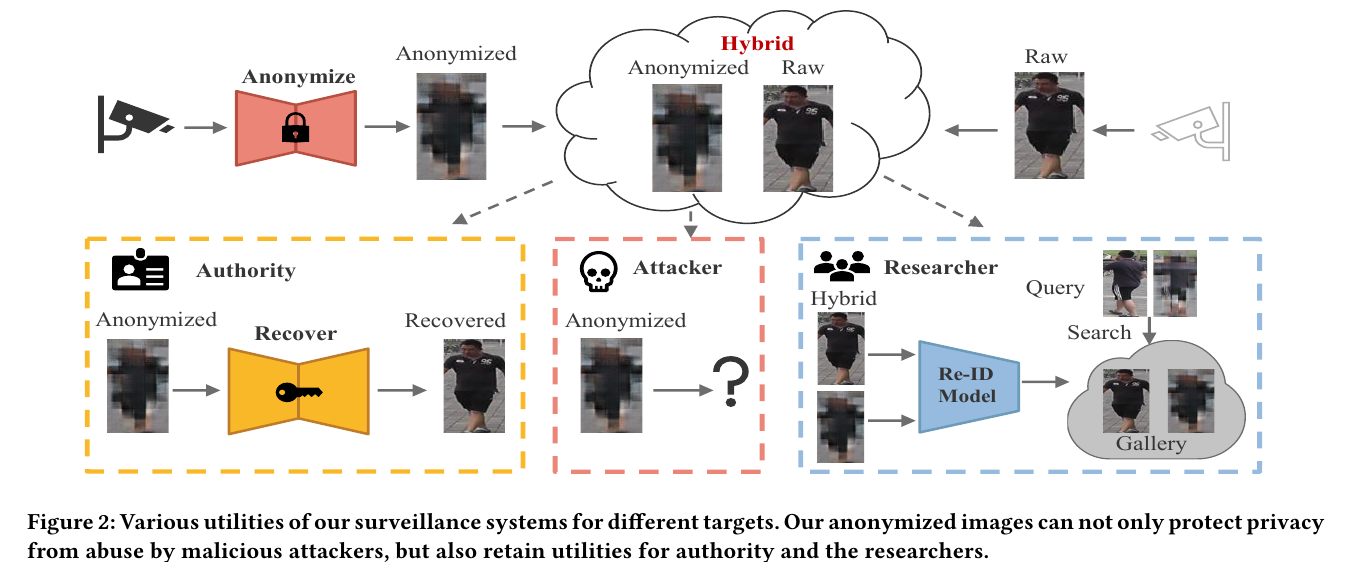 Hybrid
Anonymized
Anonymized Raw
Raw
Anonymize
Authority
Anonymized
Recover
Recovered
Attacker
Anonymized
?
Researcher
Hybrid
Query
Search
Re-ID
Model
Gallery
Figure 2: Various utilities of our surveillance systems for different targets. Our anonymized images can not only protect privacy
from abuse by malicious attackers, but also retain utilities for authority and the researchers.